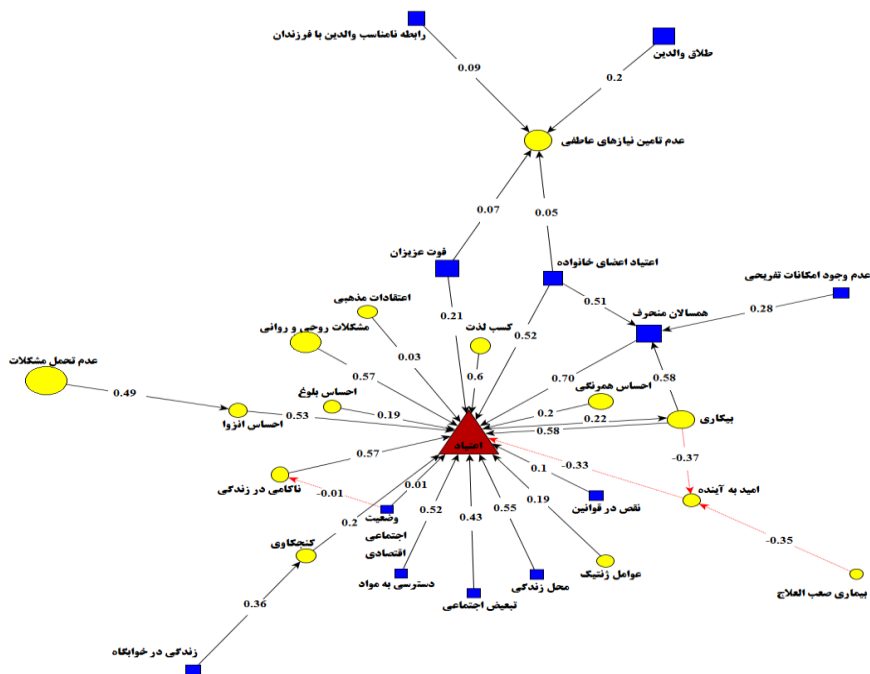 رابطه نامناسب والدین با فرزندان
طلاق والدین
0.09
0.2
عدم تامین نیازهای عاطفی
0.07
0.05
فوت عزیزان
اعتیاد اعضای خانواده
عدم وجود امکانات تفریحی
اعتقادات مذهبی
0.51
همسالان منحرف
0.28
0.21
کسب لذت
مشکلات روحی و روانی
0.52
0.03
عدم تحمل مشکلات
0.57
0.6
0.70
0.58
0.49
احساس بلوغ
احساس همرنگی
احساس انزوا
0.53
0.19
0.2
0.22
بیکاری
0.58
اعتیاد
0.57
-0.33
-0.37
0.1
ناکامی در زندگی
-0.01
0.01
امید به آینده
نقص در قوانین
وضعیت
اجتماعی
اقتصادی
0.2
0.52
0.43
0.55
0.19
کنجکاوی
-0.35
دسترسی به مواد
تبعیض اجتماعی
محل زندگی
عوامل ژنتیک
بیماری صعب العلاج
0.36
زندگی در خوابگاه